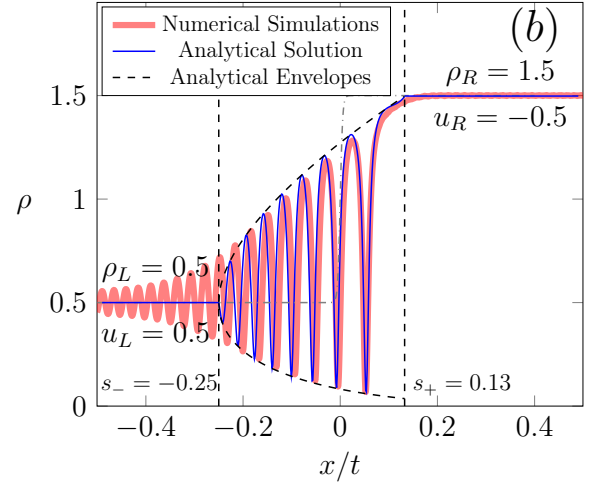 (b)
Numerical Simulations
Analytical Solution
Analytical Envelopes
ρ_R = 1.5
u_R = −0.5
ρ_L = 0.5
u_L = 0.5
s_− = −0.25
s_+ = 0.13
ρ
1.5
1
0.5
0
−0.4 −0.2 0 0.2 0.4
x/t